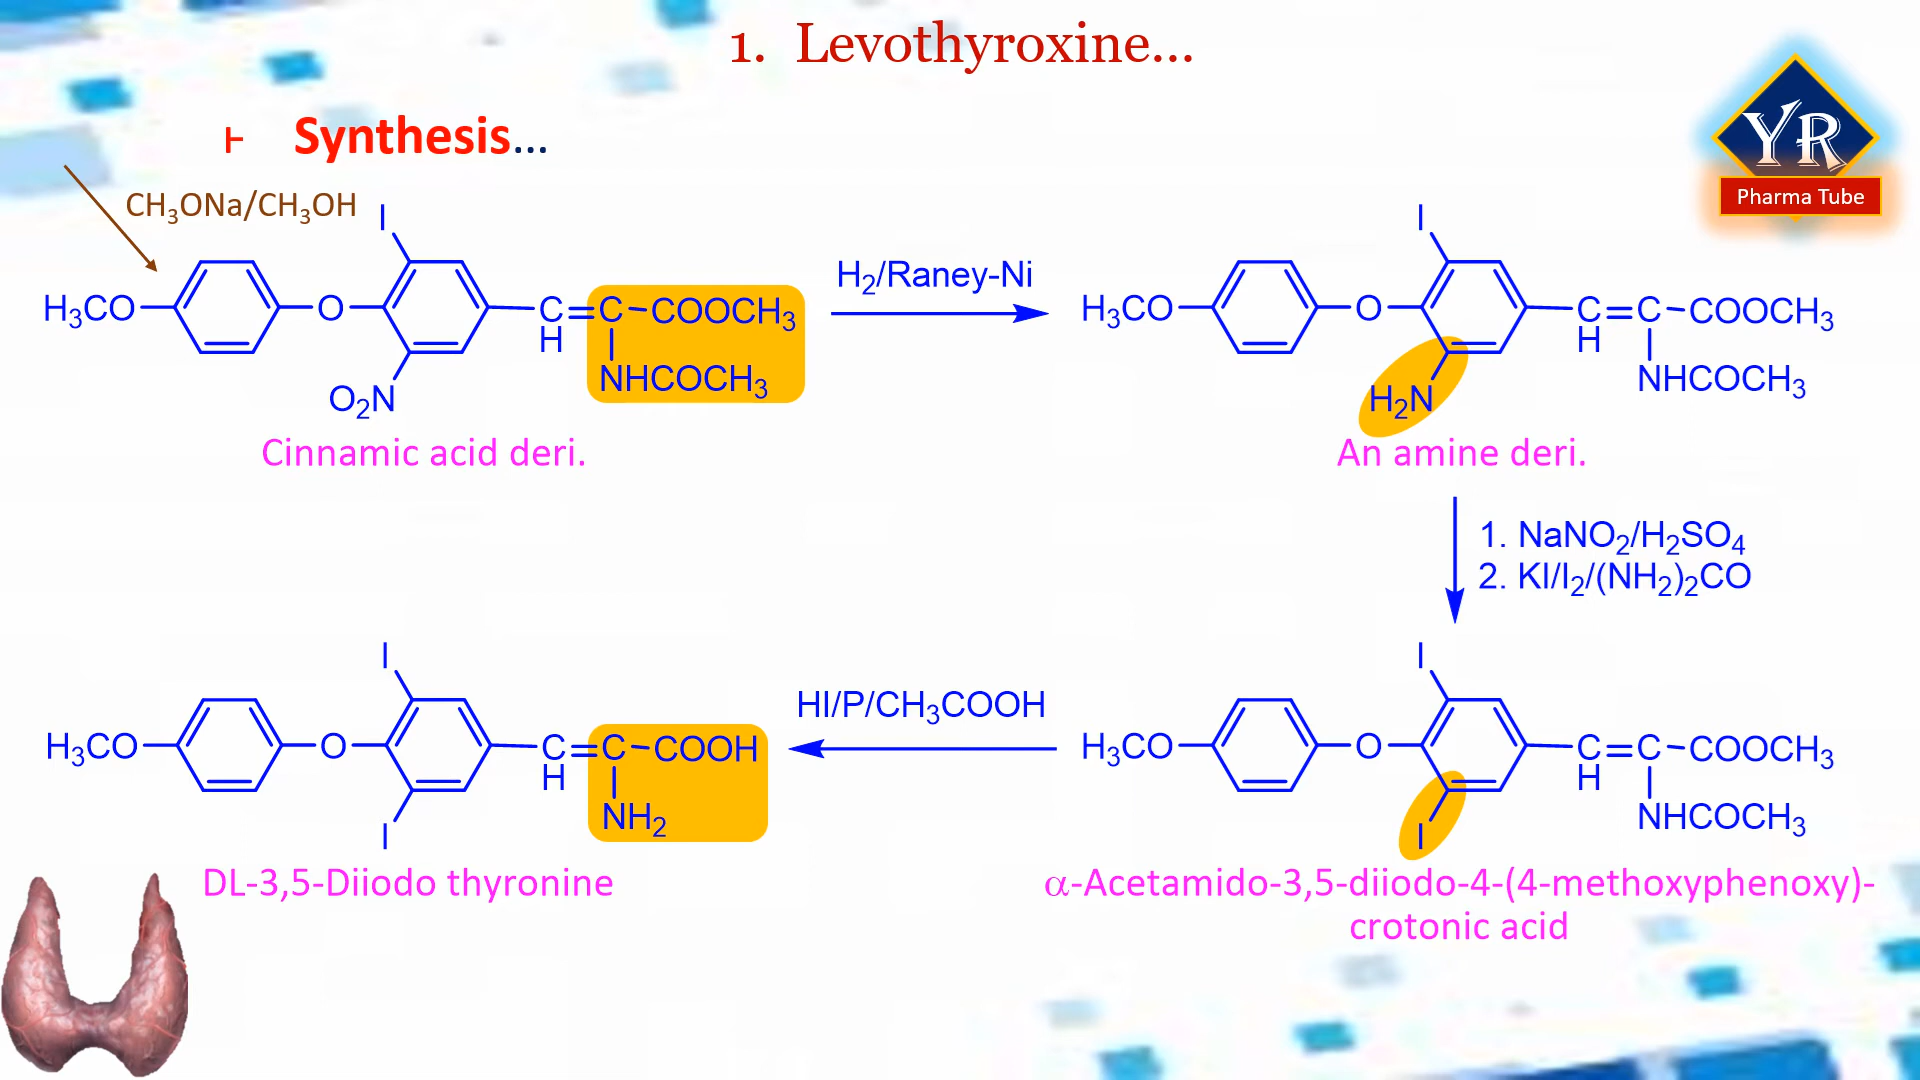 1. Levothyroxine...
Synthesis...
YR
Pharma Tube
CH₃ONa/CH₃OH
I
H₃CO
O
C=C
COOCH₃
H
NHCOCH₃
O₂N
Cinnamic acid deri.
H₂/Raney-Ni
I
H₃CO
O
C=C
COOCH₃
H
NHCOCH₃
H₂N
An amine deri.
1. NaNO₂/H₂SO₄
2. KI/I₂/(NH₂)₂CO
I
H₃CO
O
C=C
COOH
H
NH₂
I
DL-3,5-Diiodo thyronine
HI/P/CH₃COOH
I
H₃CO
O
C=C
COOCH₃
H
NHCOCH₃
I
α-Acetamido-3,5-diiodo-4-(4-methoxyphenoxy)-
crotonic acid